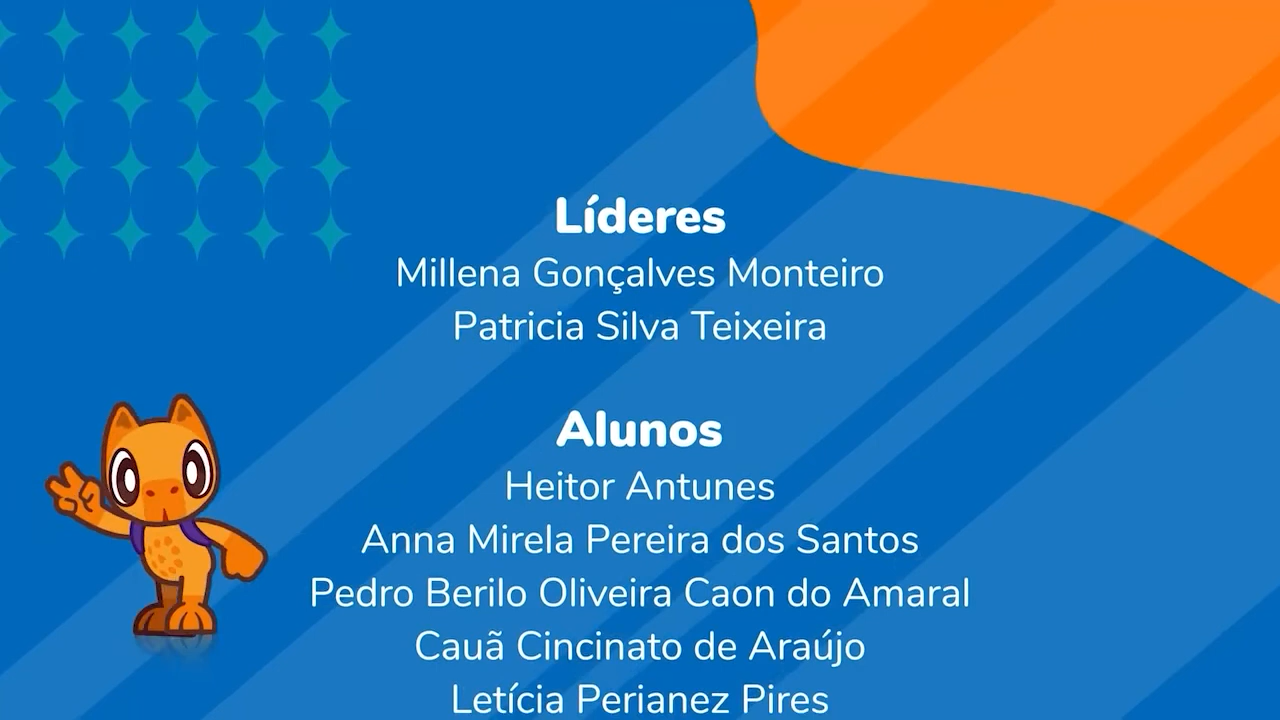 Líderes
Millena Gonçalves Monteiro
Patricia Silva Teixeira
Alunos
Heitor Antunes
Anna Mirela Pereira dos Santos
Pedro Berilo Oliveira Caon do Amaral
Cauã Cincinato de Araújo
Letícia Perianez Pires